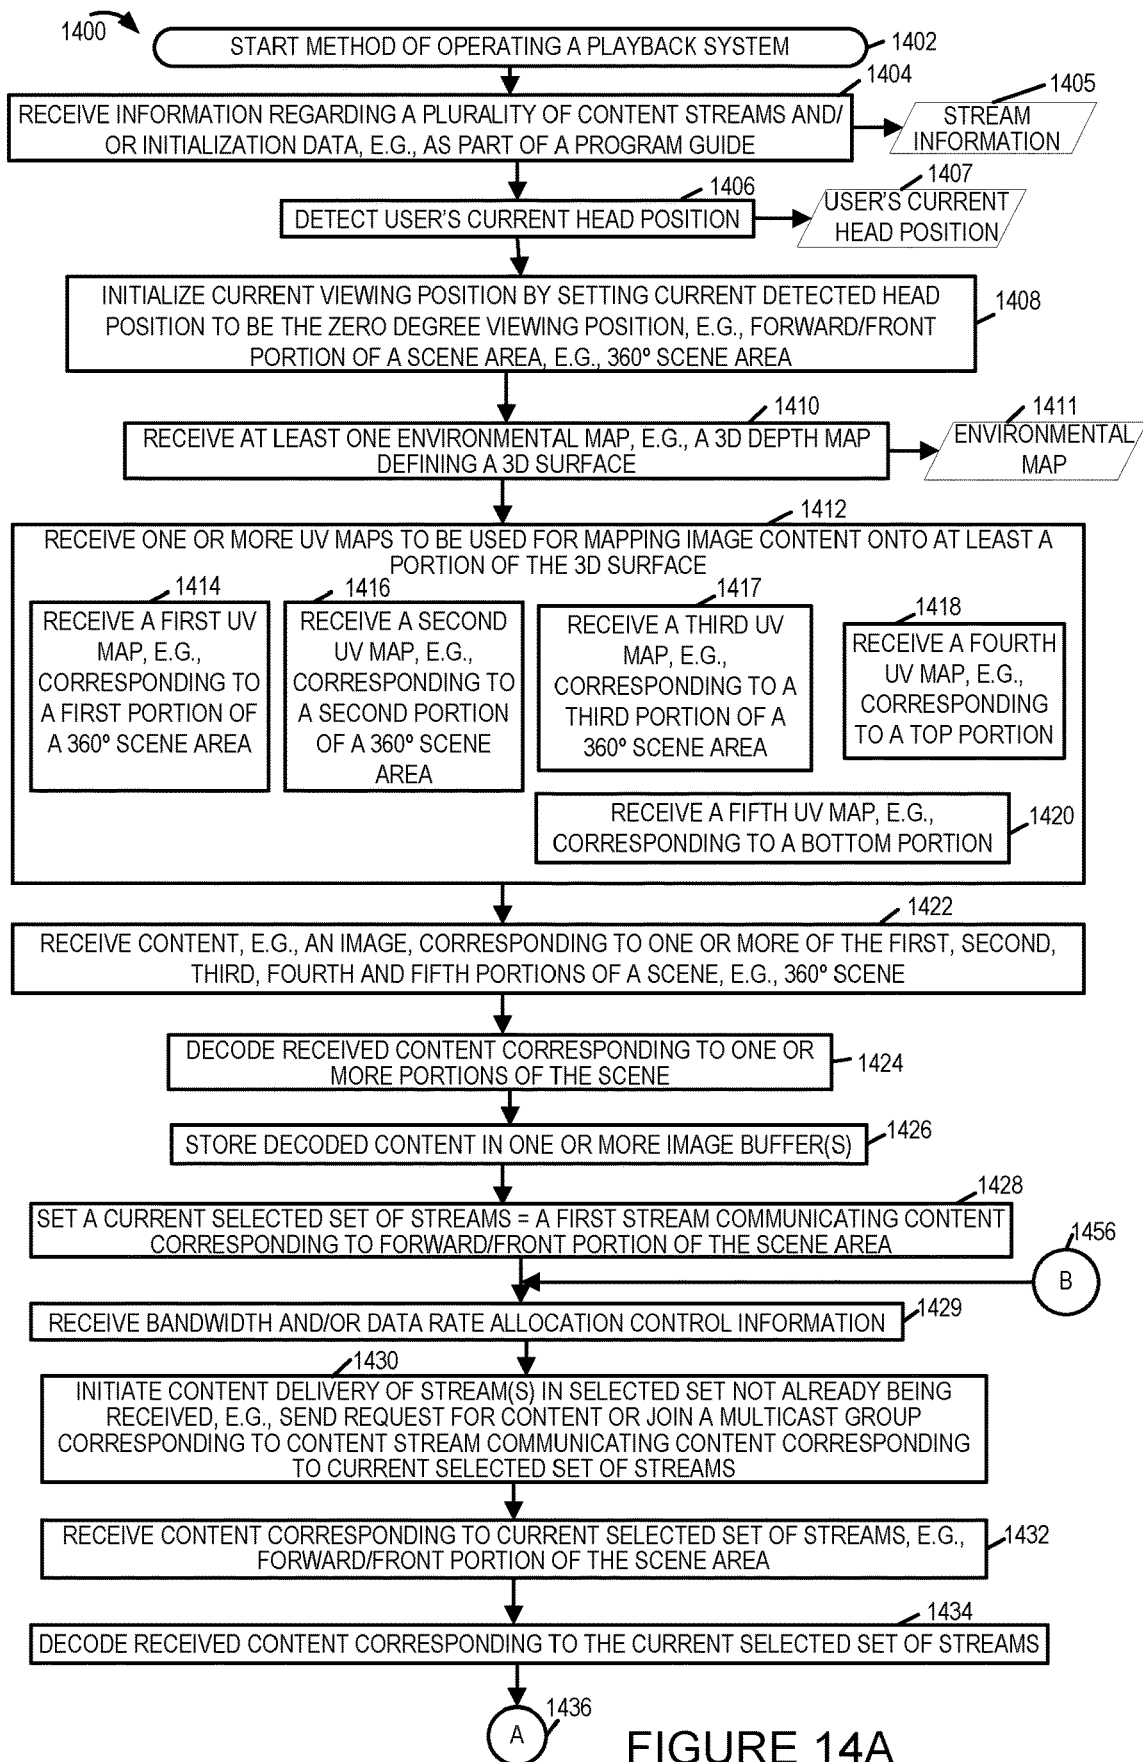 1400
START METHOD OF OPERATING A PLAYBACK SYSTEM
1402
1404
RECEIVE INFORMATION REGARDING A PLURALITY OF CONTENT STREAMS AND/
OR INITIALIZATION DATA, E.G., AS PART OF A PROGRAM GUIDE
1405
STREAM
INFORMATION
1406
DETECT USER'S CURRENT HEAD POSITION
1407
USER'S CURRENT
HEAD POSITION
INITIALIZE CURRENT VIEWING POSITION BY SETTING CURRENT DETECTED HEAD
POSITION TO BE THE ZERO DEGREE VIEWING POSITION, E.G., FORWARD/FRONT
PORTION OF A SCENE AREA, E.G., 360º SCENE AREA
1408
1410
RECEIVE AT LEAST ONE ENVIRONMENTAL MAP, E.G., A 3D DEPTH MAP
DEFINING A 3D SURFACE
1411
ENVIRONMENTAL
MAP
1412
RECEIVE ONE OR MORE UV MAPS TO BE USED FOR MAPPING IMAGE CONTENT ONTO AT LEAST A
PORTION OF THE 3D SURFACE
1414
RECEIVE A FIRST UV
MAP, E.G.,
CORRESPONDING TO
A FIRST PORTION OF
A 360º SCENE AREA
1416
RECEIVE A SECOND
UV MAP, E.G.,
CORRESPONDING TO
A SECOND PORTION
OF A 360º SCENE
AREA
1417
RECEIVE A THIRD UV
MAP, E.G.,
CORRESPONDING TO A
THIRD PORTION OF A
360º SCENE AREA
1418
RECEIVE A FOURTH
UV MAP, E.G.,
CORRESPONDING
TO A TOP PORTION
RECEIVE A FIFTH UV MAP, E.G.,
CORRESPONDING TO A BOTTOM PORTION
1420
1422
RECEIVE CONTENT, E.G., AN IMAGE, CORRESPONDING TO ONE OR MORE OF THE FIRST, SECOND,
THIRD, FOURTH AND FIFTH PORTIONS OF A SCENE, E.G., 360º SCENE
DECODE RECEIVED CONTENT CORRESPONDING TO ONE OR
MORE PORTIONS OF THE SCENE
1424
STORE DECODED CONTENT IN ONE OR MORE IMAGE BUFFER(S)
1426
1428
SET A CURRENT SELECTED SET OF STREAMS = A FIRST STREAM COMMUNICATING CONTENT
CORRESPONDING TO FORWARD/FRONT PORTION OF THE SCENE AREA
1456
B
RECEIVE BANDWIDTH AND/OR DATA RATE ALLOCATION CONTROL INFORMATION
1429
1430
INITIATE CONTENT DELIVERY OF STREAM(S) IN SELECTED SET NOT ALREADY BEING
RECEIVED, E.G., SEND REQUEST FOR CONTENT OR JOIN A MULTICAST GROUP
CORRESPONDING TO CONTENT STREAM COMMUNICATING CONTENT CORRESPONDING
TO CURRENT SELECTED SET OF STREAMS
RECEIVE CONTENT CORRESPONDING TO CURRENT SELECTED SET OF STREAMS, E.G.,
FORWARD/FRONT PORTION OF THE SCENE AREA
1432
1434
DECODE RECEIVED CONTENT CORRESPONDING TO THE CURRENT SELECTED SET OF STREAMS
A
1436
FIGURE 14A